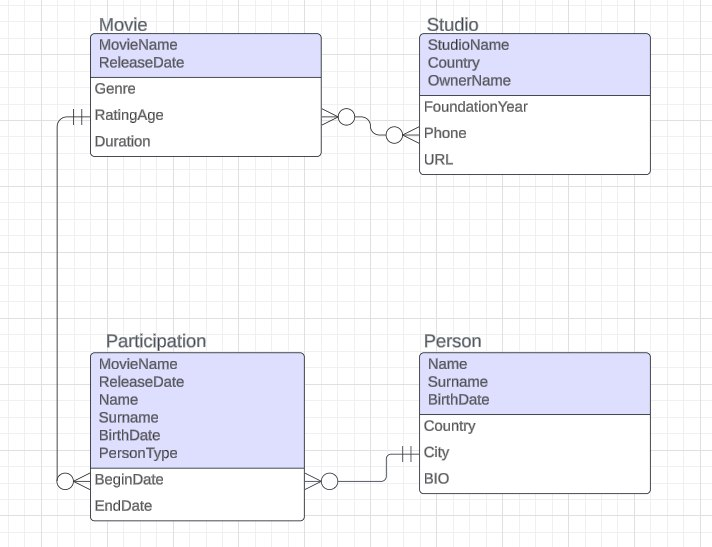 Movie
MovieName
ReleaseDate
Genre
RatingAge
Duration
Studio
StudioName
Country
OwnerName
FoundationYear
Phone
URL
Participation
MovieName
ReleaseDate
Name
Surname
BirthDate
PersonType
BeginDate
EndDate
Person
Name
Surname
BirthDate
Country
City
BIO